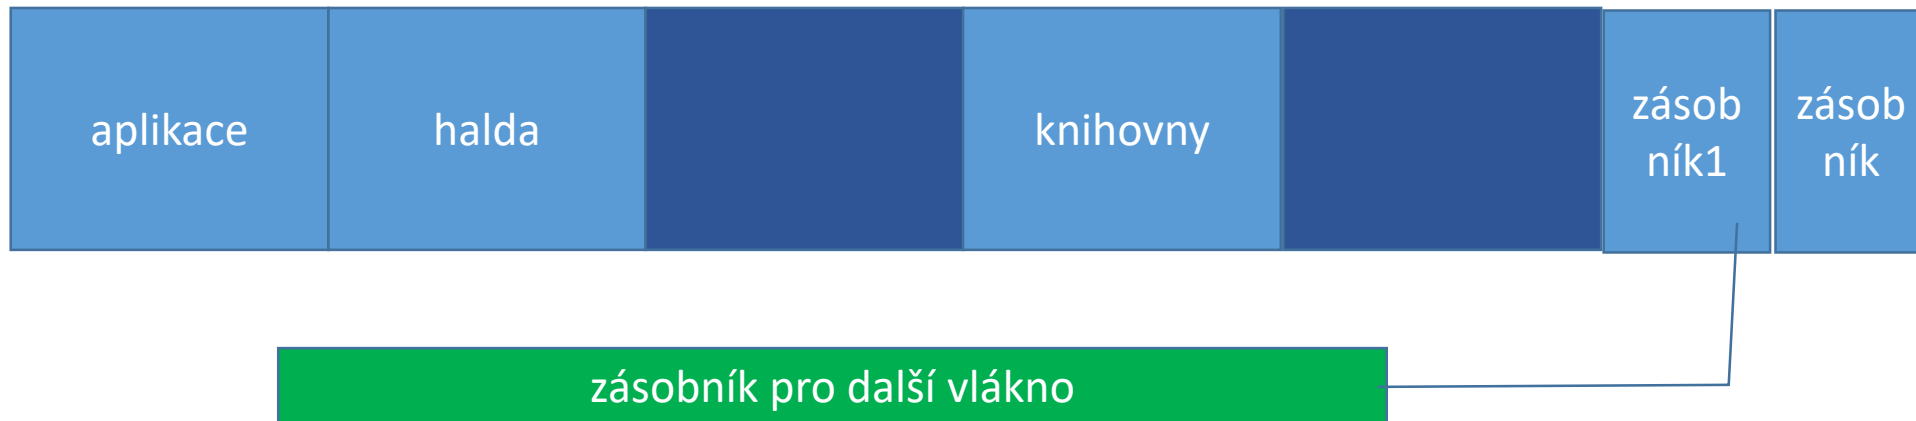 aplikace
halda
knihovny
zásob
ník1
zásob
ník
zásobník pro další vlákno